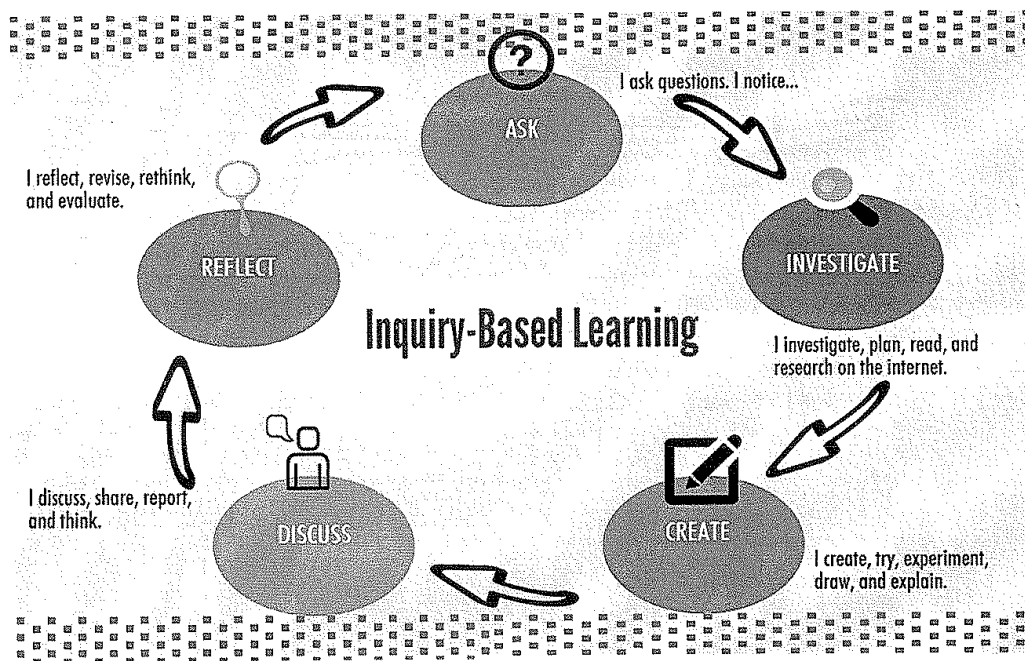 ?
ASK
I ask questions. I notice...
I reflect, revise, rethink,
and evaluate.
REFLECT
INVESTIGATE
Inquiry-Based Learning
I investigate, plan, read, and
research on the internet.
I discuss, share, report,
and think.
DISCUSS
CREATE
I create, try, experiment,
draw, and explain.